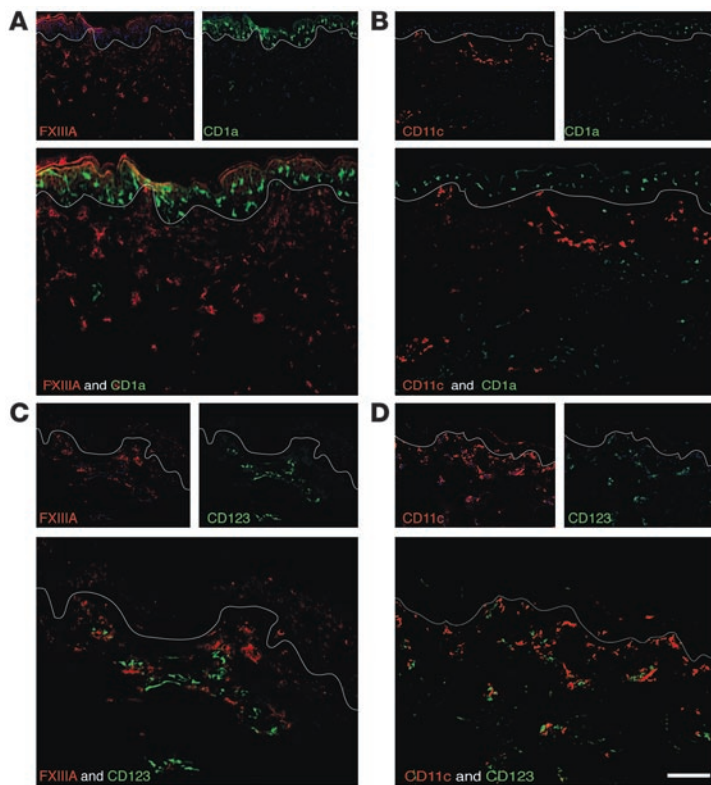 A
FXIIIA
CD1a
FXIIIA and CD1a
B
CD11c
CD1a
CD11c and CD1a
C
FXIIIA
CD123
FXIIIA and CD123
D
CD11c
CD123
CD11c and CD123